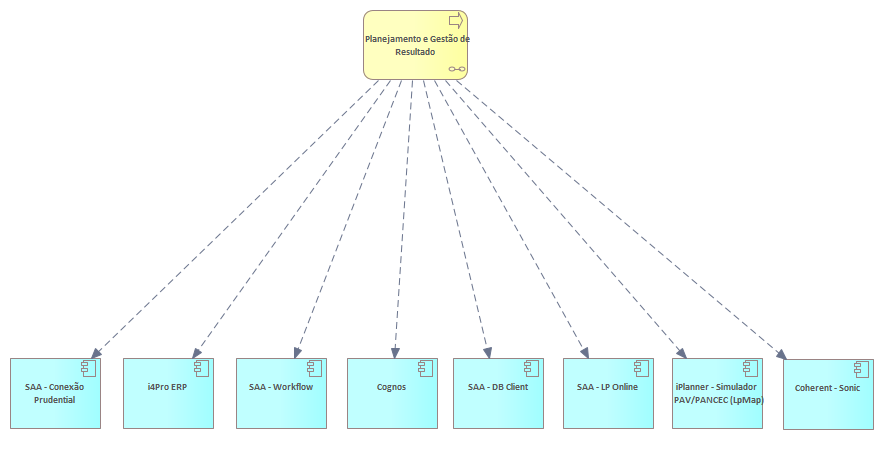 Planejamento e Gestão de
Resultado
SAA - Conexão
Prudential
i4Pro ERP
SAA - Workflow
Cognos
SAA - DB Client
SAA - LP Online
iPlanner - Simulador
PAV/PANCEC (LpMap)
Coherent - Sonic